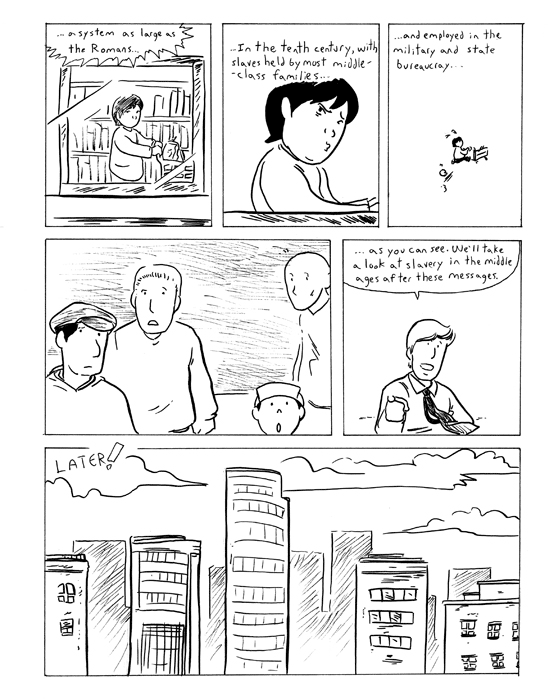 ...a system as large as
the Romans...
...In the tenth century, with
slaves held by most middle-
-class families...
...and employed in the
military and state
bureaucracy...
... as you can see. We'll take
a look at slavery in the middle
ages after these messages.
LATER!